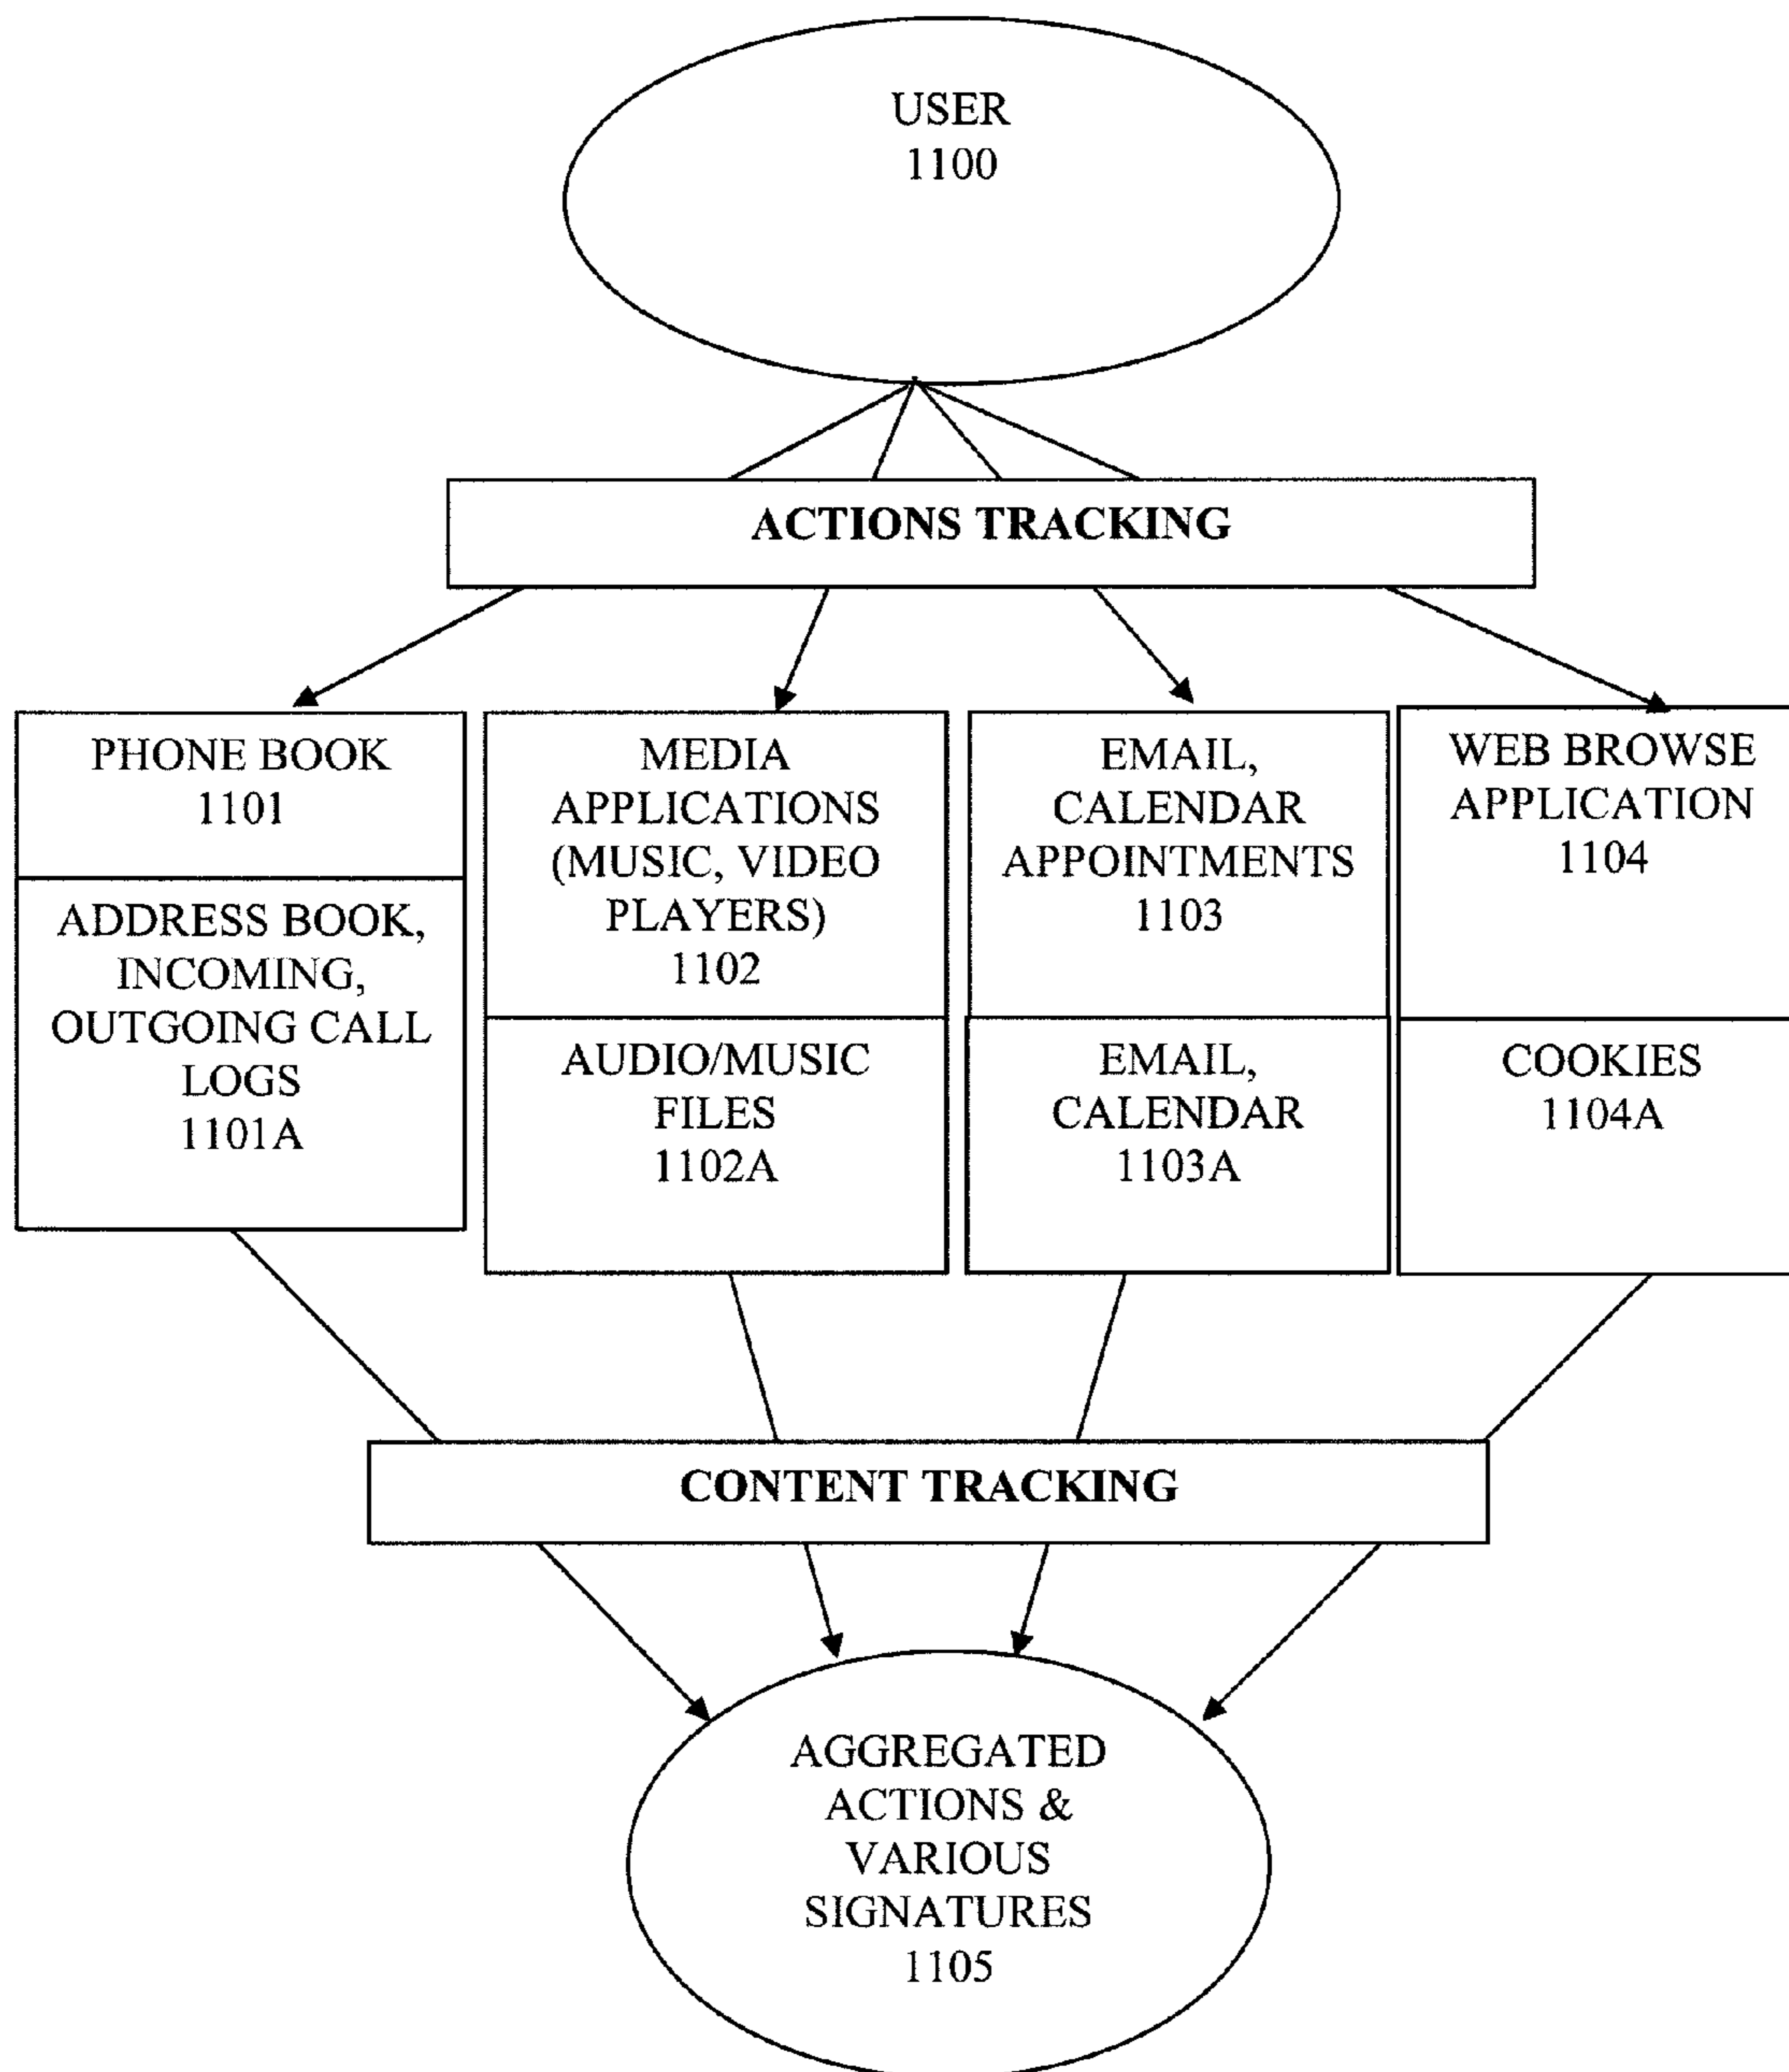 USER
1100
ACTIONS TRACKING
PHONE BOOK
1101
ADDRESS BOOK,
INCOMING,
OUTGOING CALL
LOGS
1101A
MEDIA
APPLICATIONS
(MUSIC, VIDEO
PLAYERS)
1102
AUDIO/MUSIC
FILES
1102A
EMAIL,
CALENDAR
APPOINTMENTS
1103
EMAIL,
CALENDAR
1103A
WEB BROWSE
APPLICATION
1104
COOKIES
1104A
CONTENT TRACKING
AGGREGATED
ACTIONS &
VARIOUS
SIGNATURES
1105